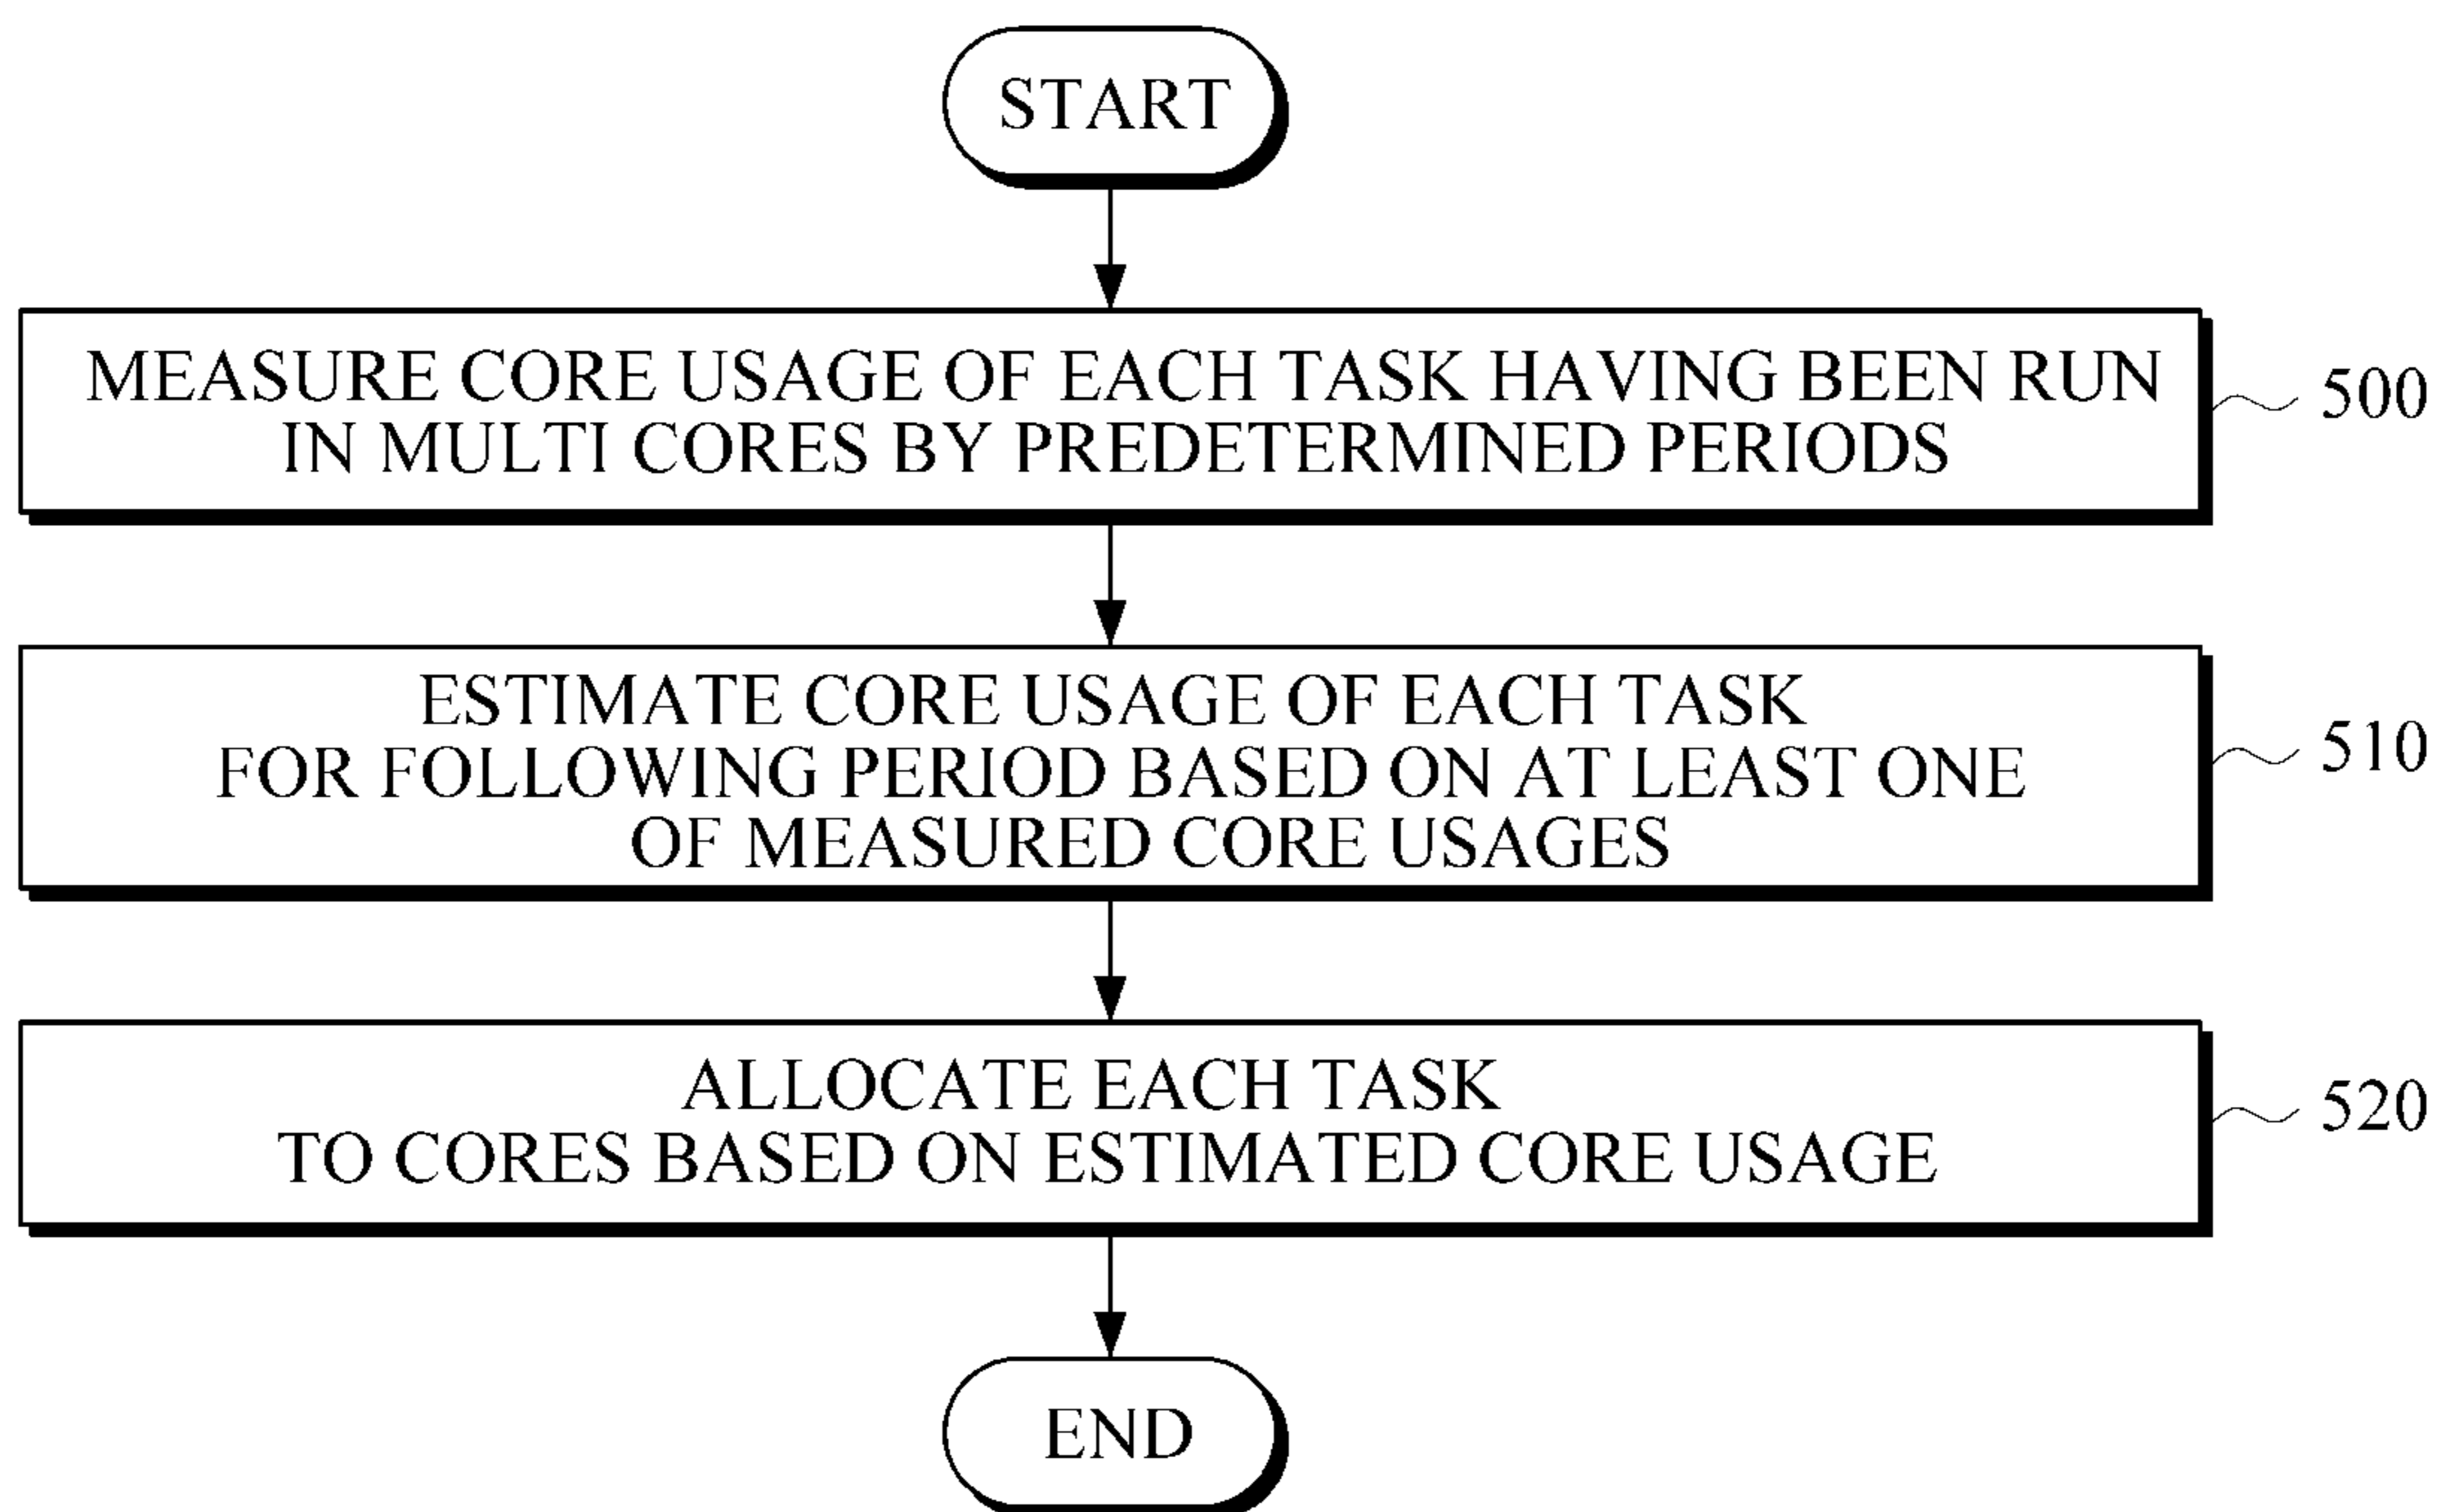 START
MEASURE CORE USAGE OF EACH TASK HAVING BEEN RUN
IN MULTI CORES BY PREDETERMINED PERIODS
500
ESTIMATE CORE USAGE OF EACH TASK
FOR FOLLOWING PERIOD BASED ON AT LEAST ONE
OF MEASURED CORE USAGES
510
ALLOCATE EACH TASK
TO CORES BASED ON ESTIMATED CORE USAGE
520
END